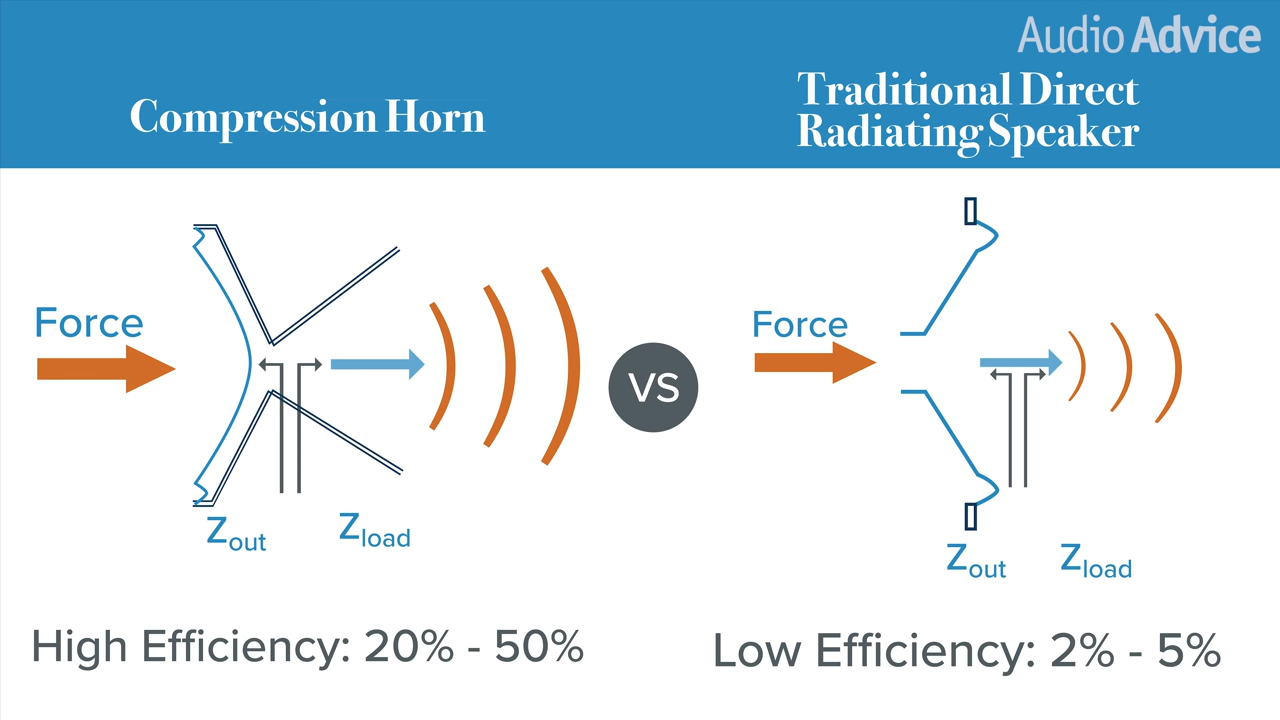 Audio Advice
Compression Horn
Traditional Direct
Radiating Speaker
Force
Zout
Zload
High Efficiency: 20% - 50%
VS
Force
Zout
Zload
Low Efficiency: 2% - 5%